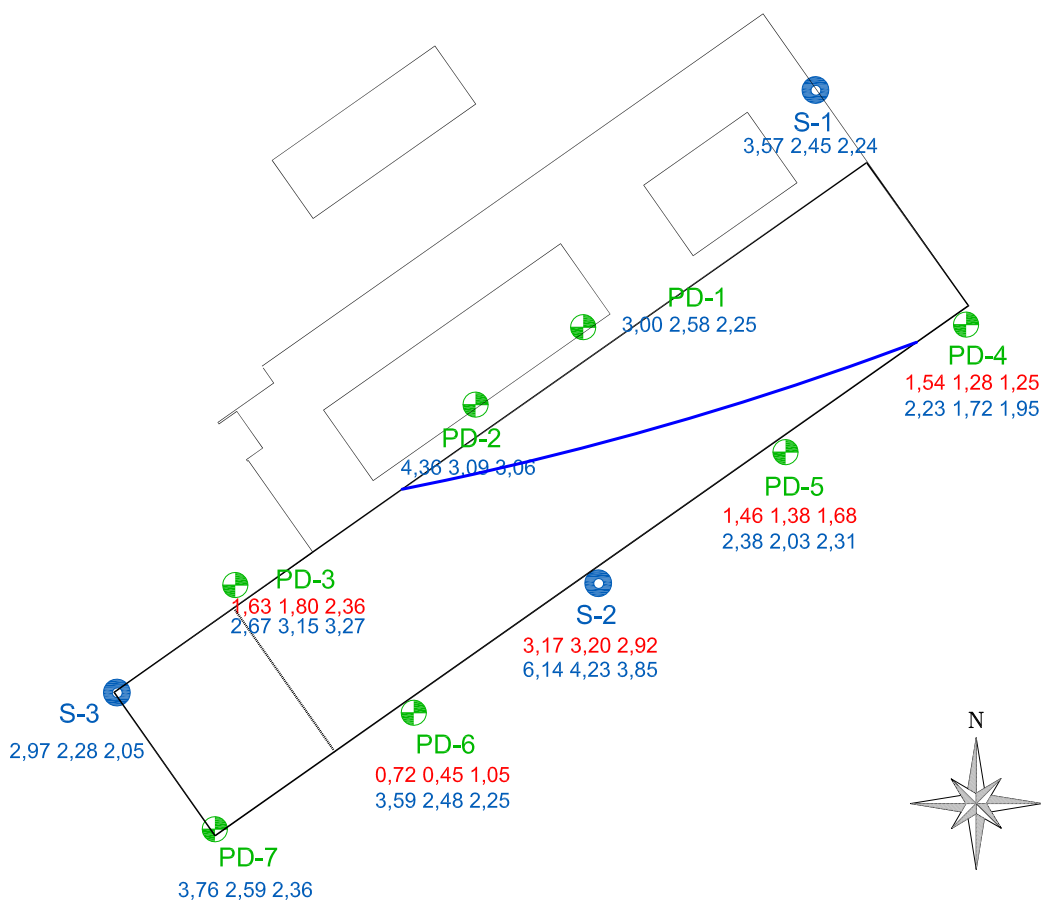 S-1
3,57 2,45 2,24
PD-1
3,00 2,58 2,25
PD-4
1,54 1,28 1,25
2,23 1,72 1,95
PD-2
4,36 3,09 3,06
PD-5
1,46 1,38 1,68
2,38 2,03 2,31
PD-3
1,63 1,80 2,36
2,67 3,15 3,27
S-2
3,17 3,20 2,92
6,14 4,23 3,85
S-3
2,97 2,28 2,05
PD-6
0,72 0,45 1,05
3,59 2,48 2,25
N
PD-7
3,76 2,59 2,36